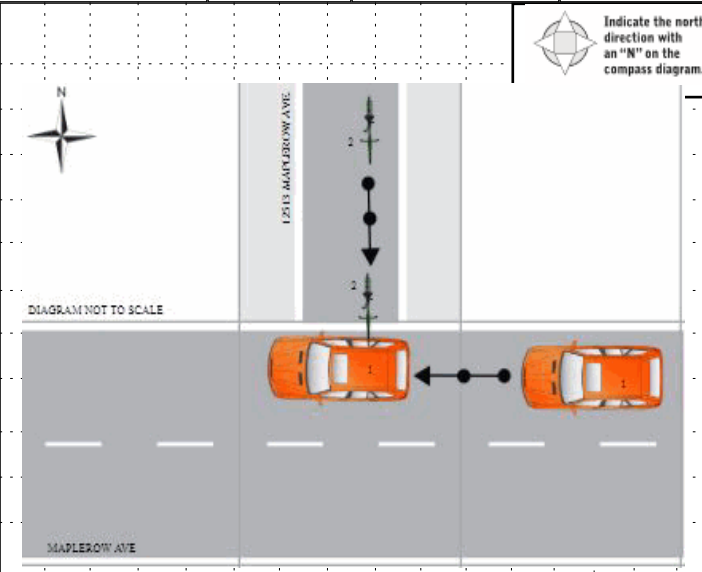 Indicate the north
direction with
an “N” on the
compass diagram.
N
12513 MAPLEROW AVE
2
2
DIAGRAM NOT TO SCALE
1
1
MAPLEROW AVE